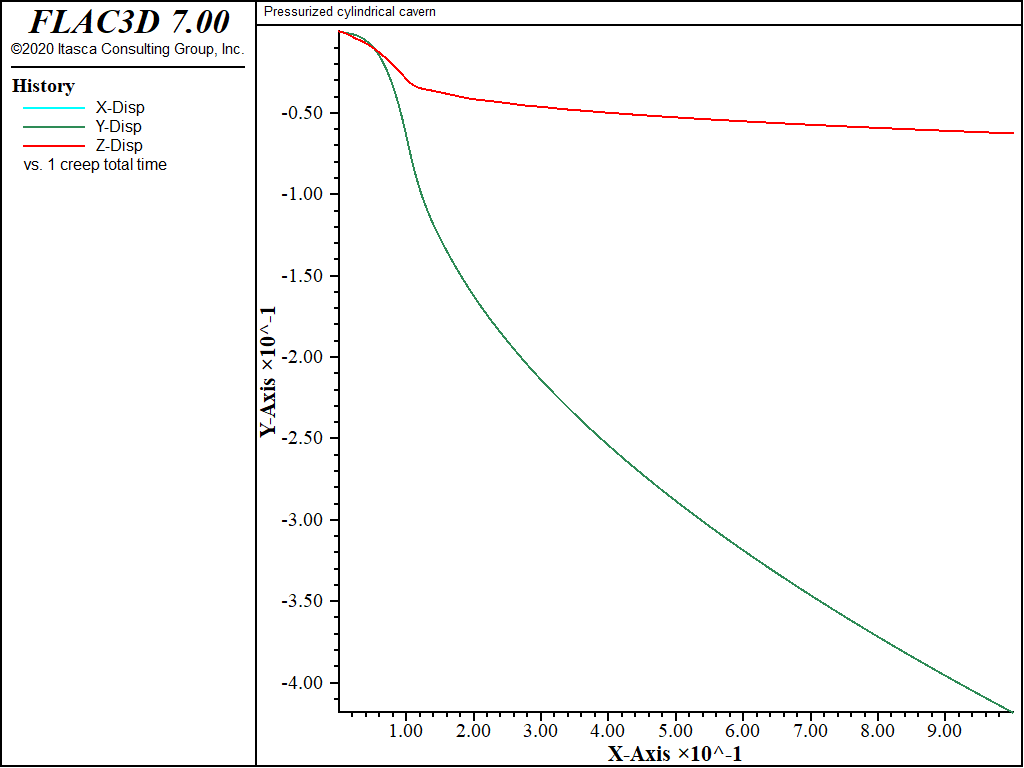 FLAC3D 7.00
©2020 Itasca Consulting Group, Inc.
History
X-Disp
Y-Disp
Z-Disp
vs. 1 creep total time
Pressurized cylindrical cavern
-0.50
-1.00
-1.50
-2.00
-2.50
-3.00
-3.50
-4.00
Y-Axis ×10^-1
1.00 2.00 3.00 4.00 5.00 6.00 7.00 8.00 9.00
X-Axis ×10^-1